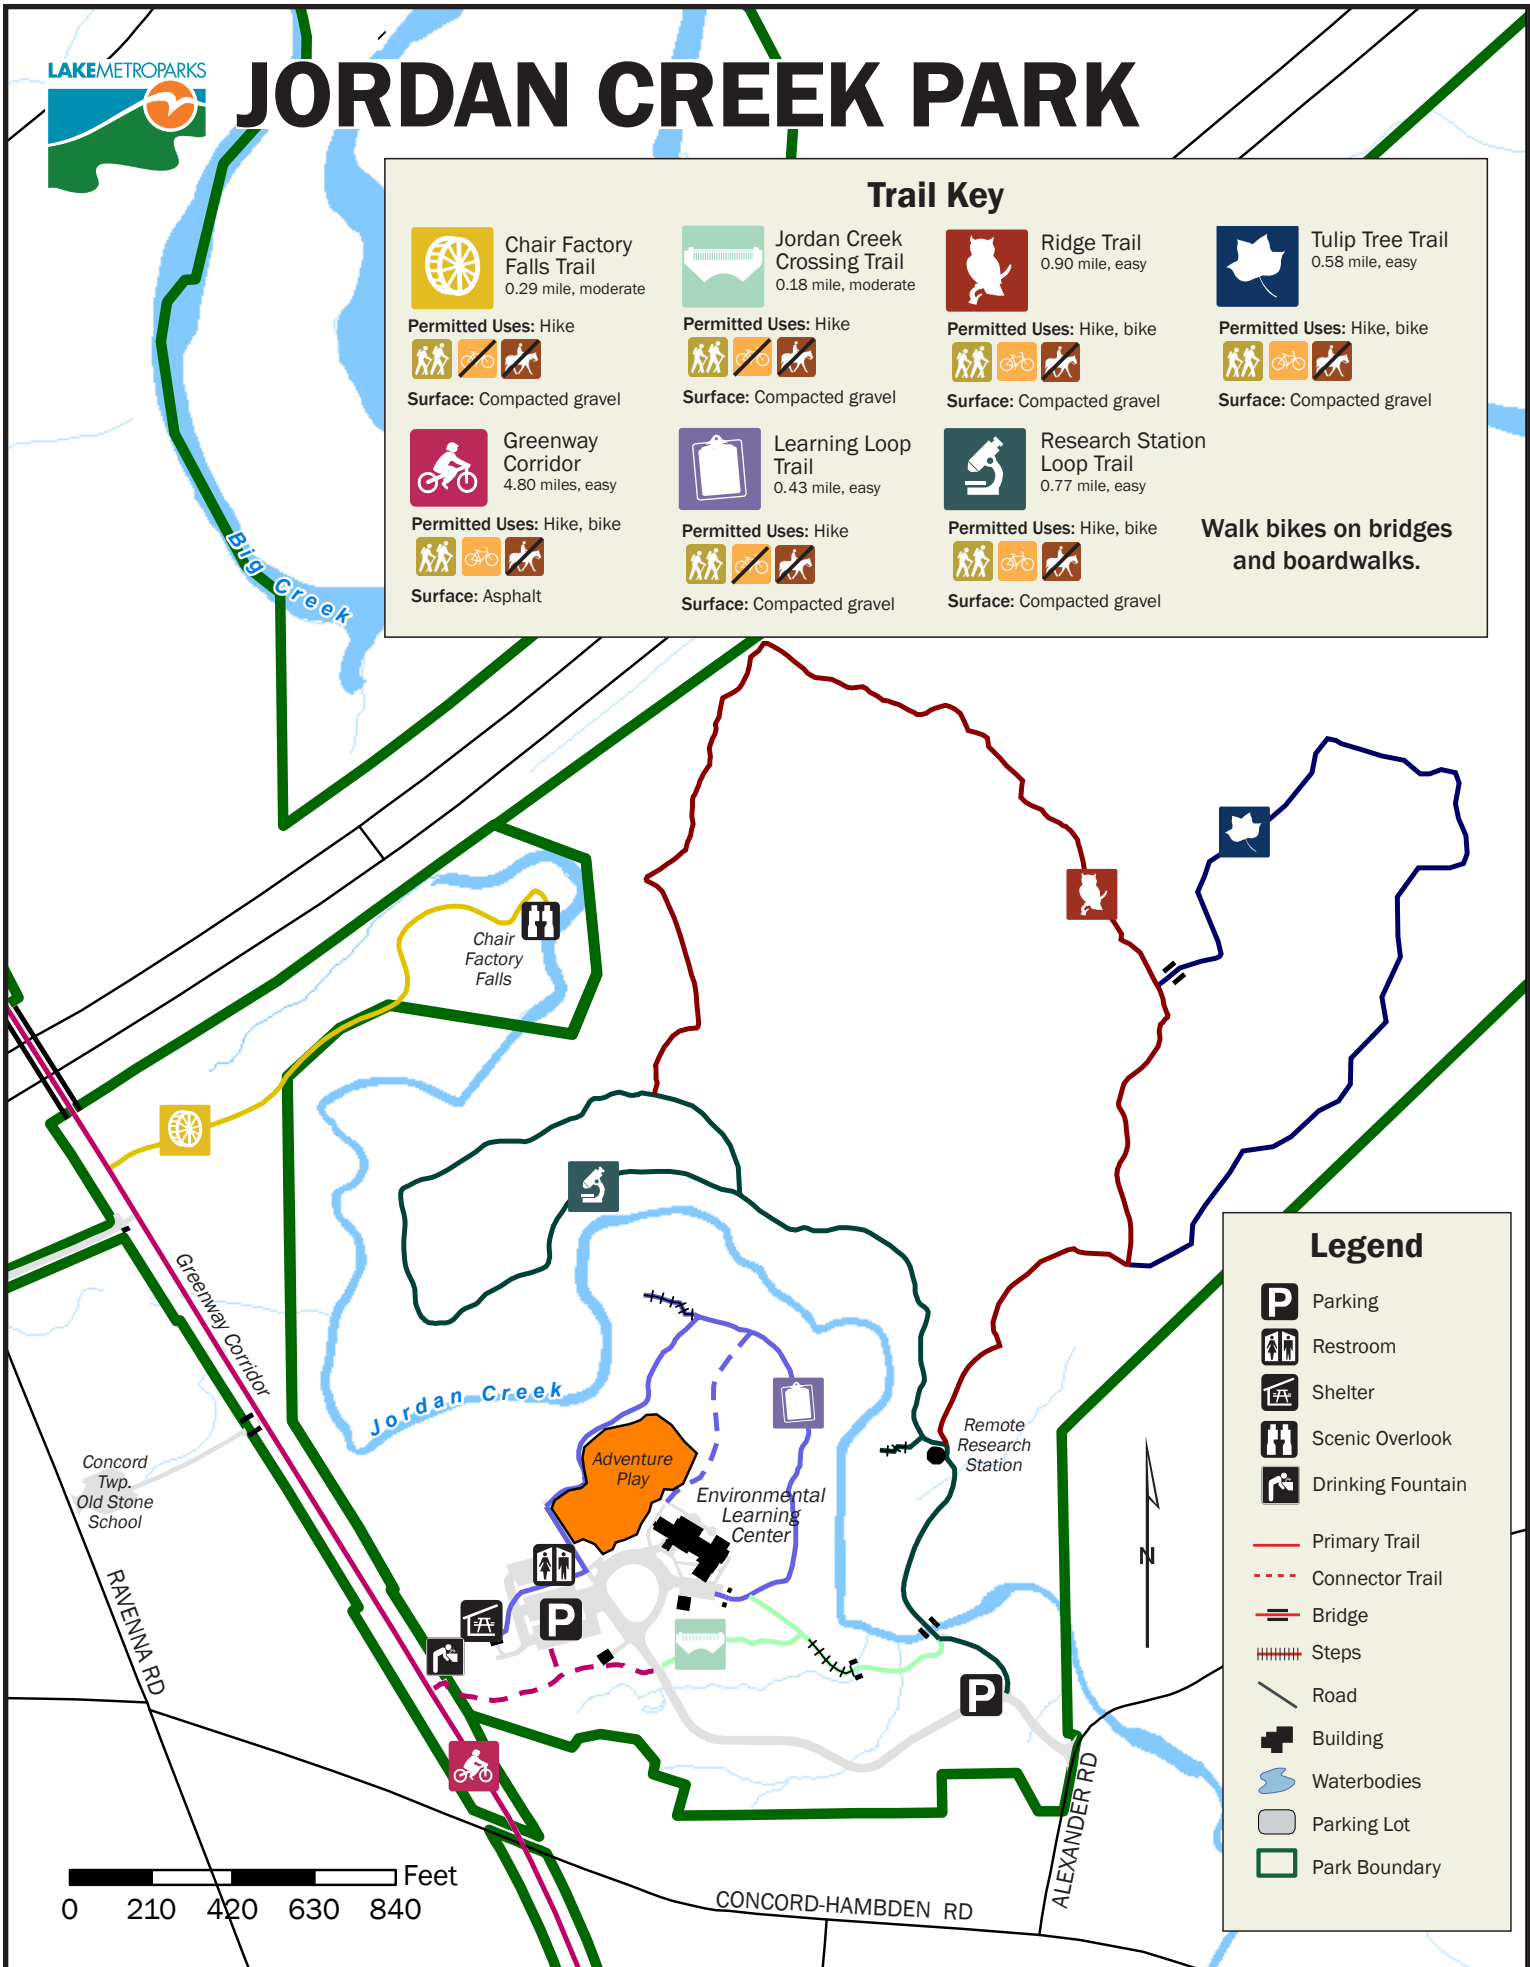 LAKEMETROPARKS
JORDAN CREEK PARK
Trail Key
Chair Factory
Falls Trail
0.29 mile, moderate
Permitted Uses: Hike
Surface: Compacted gravel
Jordan Creek
Crossing Trail
0.18 mile, moderate
Permitted Uses: Hike
Surface: Compacted gravel
Ridge Trail
0.90 mile, easy
Permitted Uses: Hike, bike
Surface: Compacted gravel
Tulip Tree Trail
0.58 mile, easy
Permitted Uses: Hike, bike
Surface: Compacted gravel
Greenway
Corridor
4.80 miles, easy
Permitted Uses: Hike, bike
Surface: Asphalt
Learning Loop
Trail
0.43 mile, easy
Permitted Uses: Hike
Surface: Compacted gravel
Research Station
Loop Trail
0.77 mile, easy
Permitted Uses: Hike, bike
Surface: Compacted gravel
Walk bikes on bridges
and boardwalks.
Big Creek
Chair
Factory
Falls
Greenway Corridor
Jordan Creek
Adventure
Play
Remote
Research
Station
Environmental
Learning
Center
Concord
Twp.
Old Stone
School
RAVENNA RD
P
P
N
ALEXANDER RD
CONCORD-HAMBDEN RD
Feet
0 210 420 630 840
Legend
P Parking
Restroom
Shelter
Scenic Overlook
Drinking Fountain
Primary Trail
Connector Trail
Bridge
Steps
Road
Building
Waterbodies
Parking Lot
Park Boundary